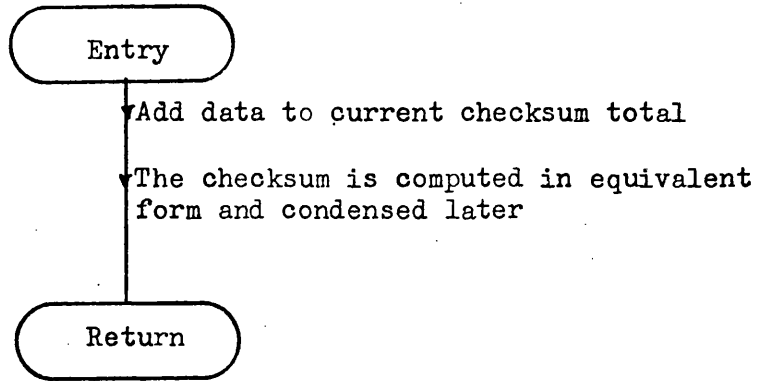 Entry
Add data to current checksum total
The checksum is computed in equivalent
form and condensed later
Return